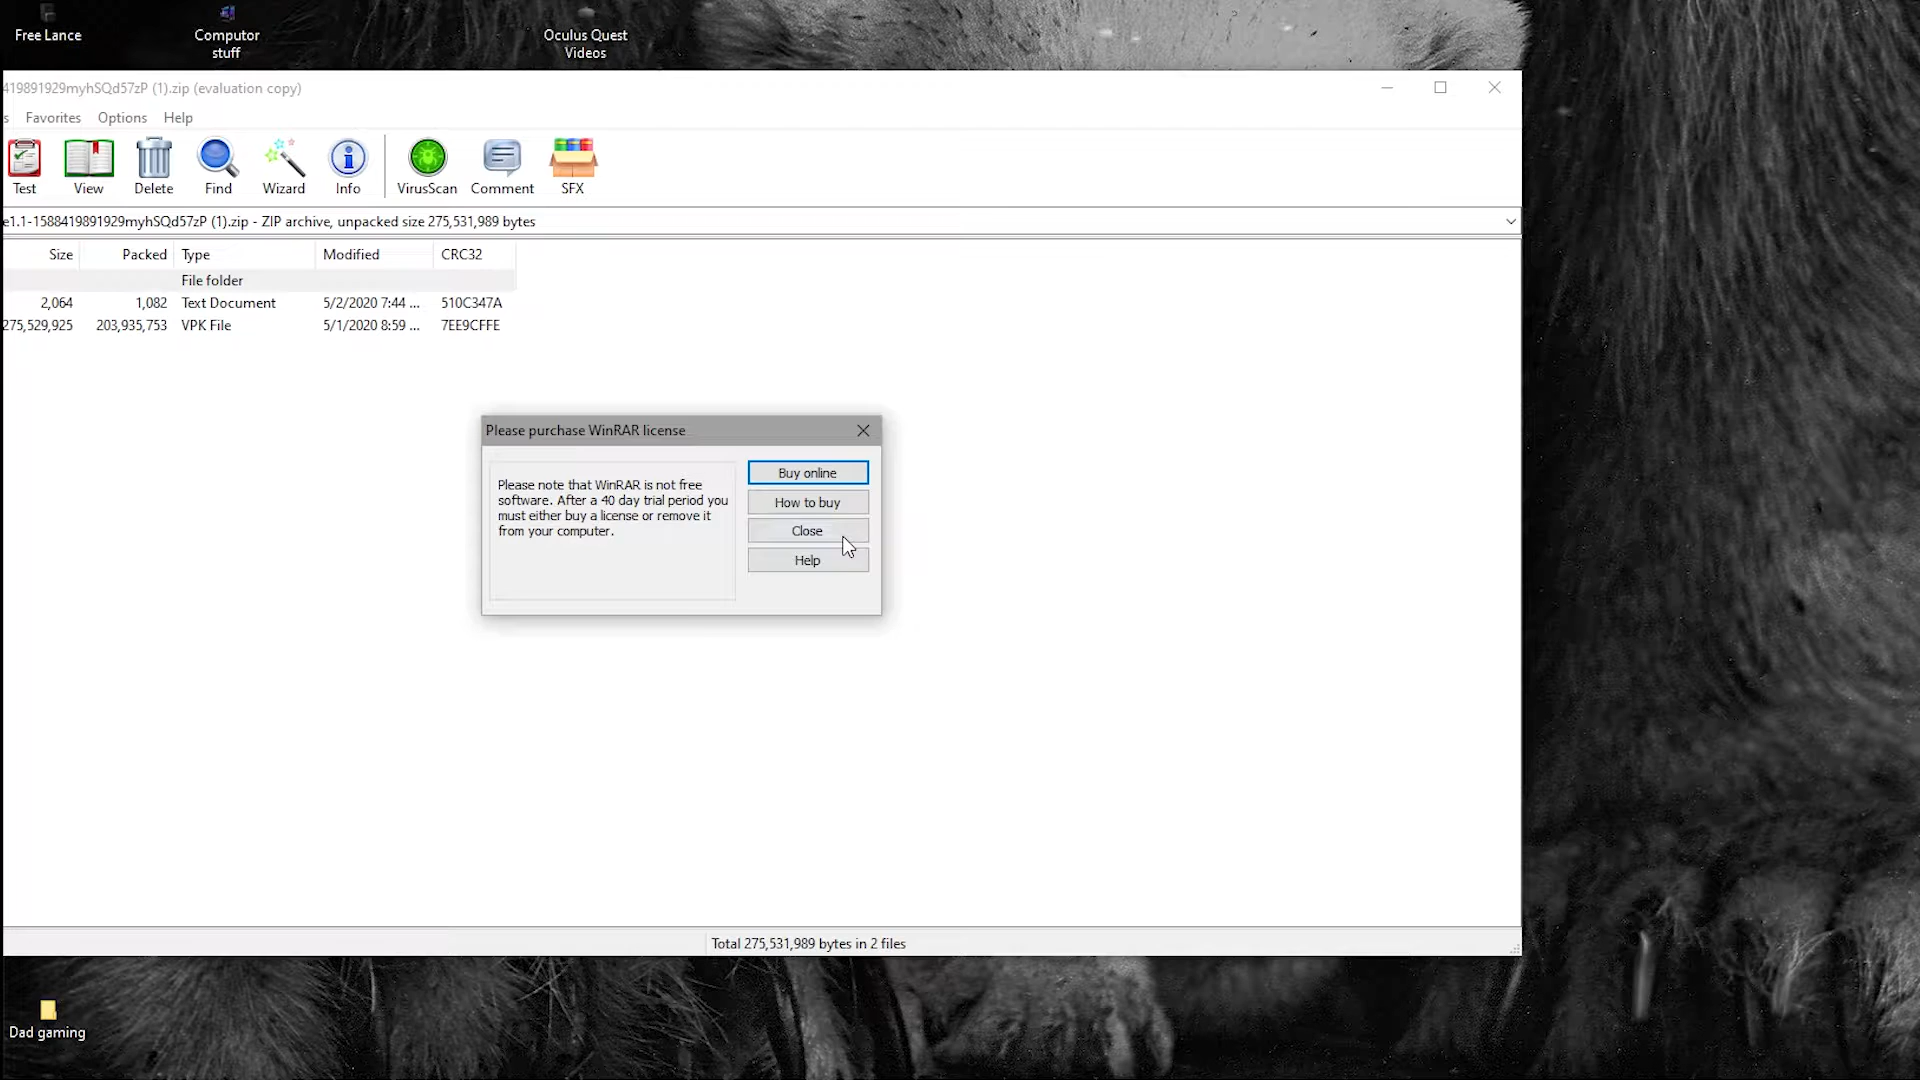 Free Lance
Computor
stuff
Oculus Quest
Videos
419891929myhSQd57zP (1).zip (evaluation copy)
s Favorites Options Help
Test View Delete Find Wizard Info VirusScan Comment SFX
e1.1-1588419891929myhSQd57zP (1).zip - ZIP archive, unpacked size 275,531,989 bytes
Size Packed Type Modified CRC32
File folder
2,064 1,082 Text Document 5/2/2020 7:44 ... 510C347A
275,529,925 203,935,753 VPK File 5/1/2020 8:59 ... 7EE9CFFE
Please purchase WinRAR license
Please note that WinRAR is not free
software. After a 40 day trial period you
must either buy a license or remove it
from your computer.
Buy online
How to buy
Close
Help
Total 275,531,989 bytes in 2 files
Dad gaming